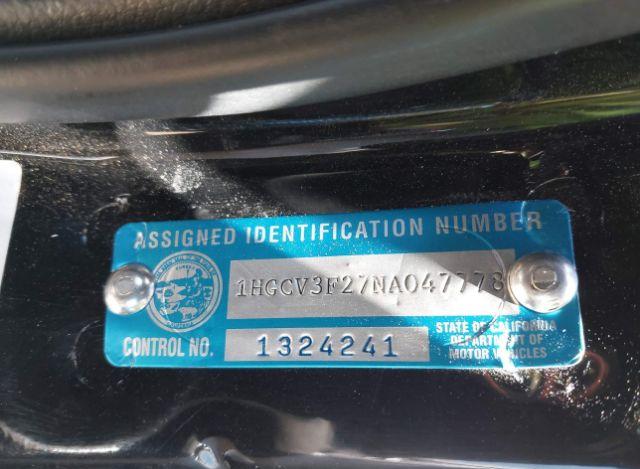 ASSIGNED IDENTIFICATION NUMBER
1HGCV3F27NA047778
CONTROL NO. 1324241
STATE OF CALIFORNIA
DEPARTMENT OF
MOTOR VEHICLES